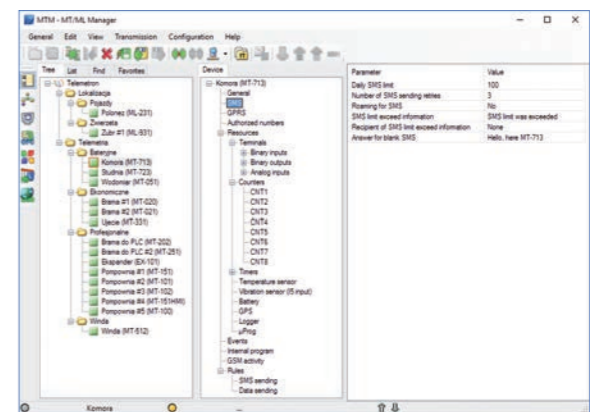 MTM - MT/ML Manager
General Edit View Transmission Configuration Help
Tree List Find Favorites
Telemetron
Lokalizacja
Pojazdy
Polonez (ML-231)
Zwierzeta
Zubr #1 (ML-931)
Telemetria
Bateryjne
Komora (MT-713)
Studnia (MT-723)
Wodomiar (MT-051)
Ekonomiczne
Brama #1 (MT-020)
Brama #2 (MT-021)
Ujecie (MT-331)
Profesjonalne
Brama do PLC (MT-202)
Brama do PLC #2 (MT-251)
Ekspander (EX-101)
Pompownia #1 (MT-151)
Pompownia #2 (MT-101)
Pompownia #3 (MT-102)
Pompownia #4 (MT-151HMI)
Pompownia #5 (MT-100)
Winda
Winda (MT-512)
Device
Komora (MT-713)
General
SMS
GPRS
Authorized numbers
Resources
Terminals
Binary inputs
Binary outputs
Analog inputs
Counters
CNT1
CNT2
CNT3
CNT4
CNT5
CNT6
CNT7
CNT8
Timers
Temperature sensor
Vibration sensor (I5 input)
Battery
GPS
Logger
µProg
Events
Internal program
GSM activity
Rules
SMS sending
Data sending
Parameter Value
Daily SMS limit 100
Number of SMS sending retries 3
Roaming for SMS No
SMS limit exceed information SMS limit was exceeded
Recipient of SMS limit exceed information None
Answer for blank SMS Hello, here MT-713
Komora